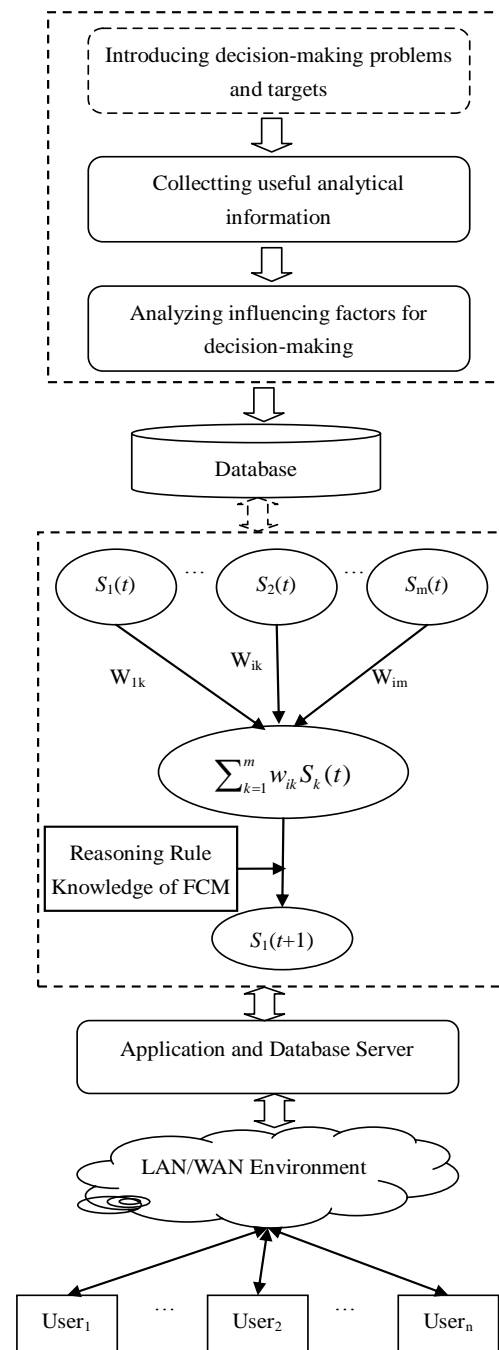 Introducing decision-making problems
and targets
Collectting useful analytical
information
Analyzing influencing factors for
decision-making
Database
S₁(t) … S₂(t) … Sₘ(t)
W₁ₖ Wᵢₖ Wᵢₘ
∑ᵐₖ₌₁ wᵢₖSₖ(t)
Reasoning Rule
Knowledge of FCM
S₁(t+1)
Application and Database Server
LAN/WAN Environment
User₁ … User₂ … Userₙ